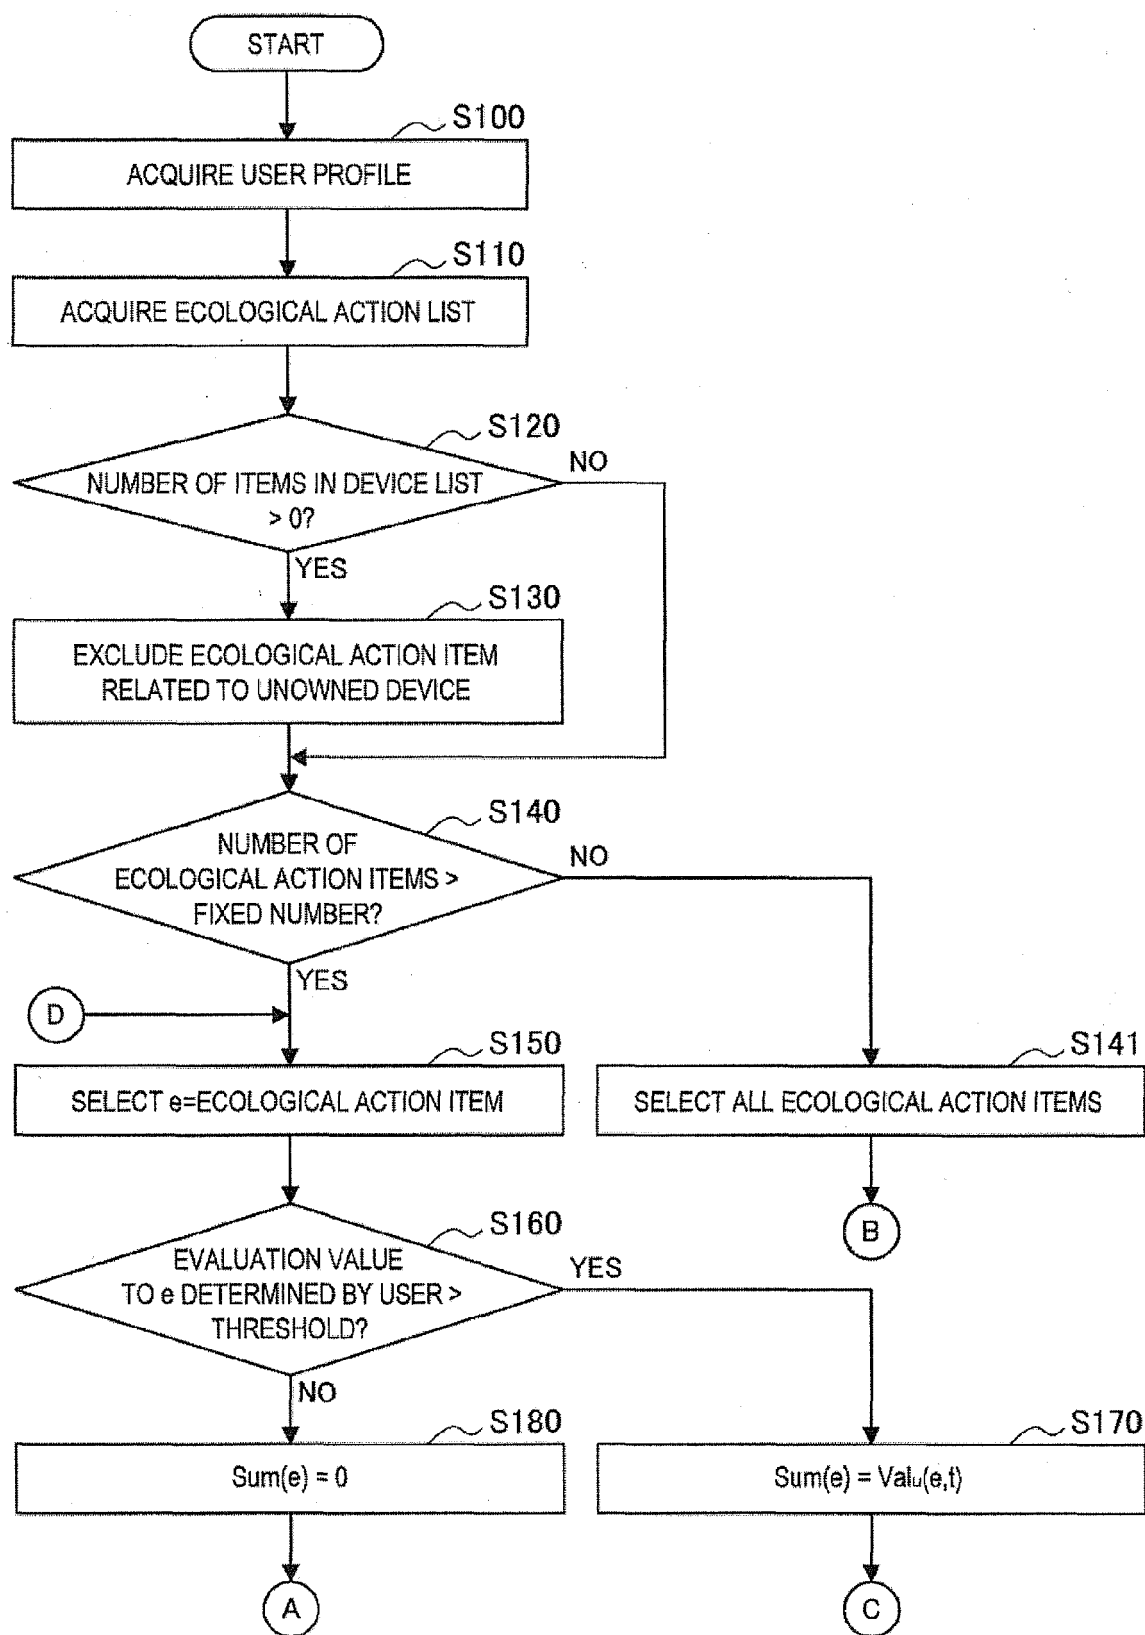 START
S100
ACQUIRE USER PROFILE
S110
ACQUIRE ECOLOGICAL ACTION LIST
S120
NUMBER OF ITEMS IN DEVICE LIST
> 0?
NO
YES
S130
EXCLUDE ECOLOGICAL ACTION ITEM
RELATED TO UNOWNED DEVICE
S140
NUMBER OF
ECOLOGICAL ACTION ITEMS >
FIXED NUMBER?
NO
YES
D
S150
SELECT e=ECOLOGICAL ACTION ITEM
S141
SELECT ALL ECOLOGICAL ACTION ITEMS
B
S160
EVALUATION VALUE
TO e DETERMINED BY USER >
THRESHOLD?
YES
NO
S180
Sum(e) = 0
S170
Sum(e) = Valu(e,t)
A
C